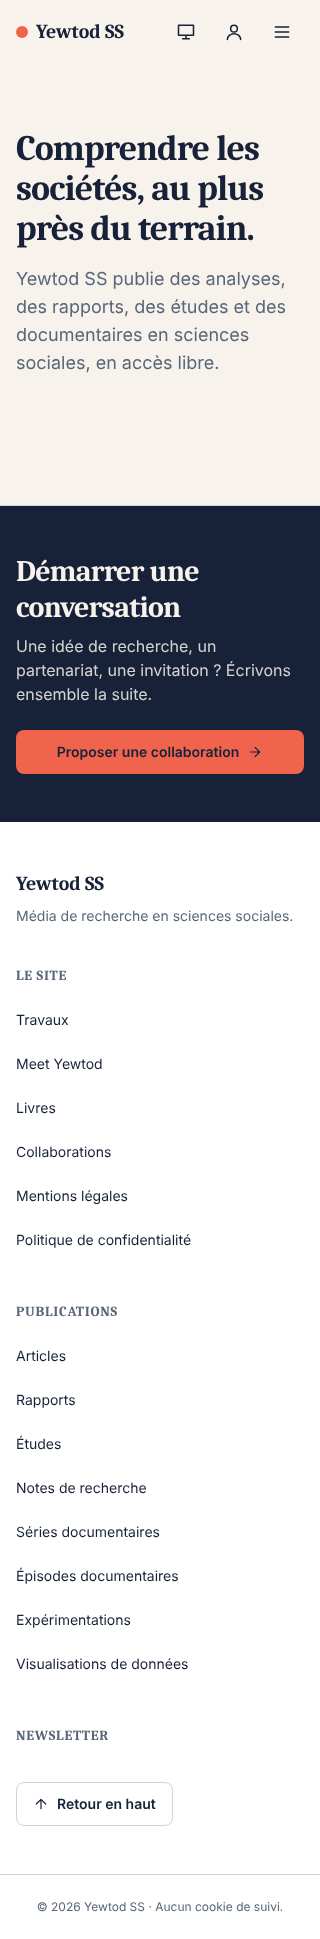 Yewtod SS
Comprendre les
sociétés, au plus
près du terrain.
Yewtod SS publie des analyses,
des rapports, des études et des
documentaires en sciences
sociales, en accès libre.
Démarrer une
conversation
Une idée de recherche, un
partenariat, une invitation ? Écrivons
ensemble la suite.
Proposer une collaboration →
Yewtod SS
Média de recherche en sciences sociales.
LE SITE
Travaux
Meet Yewtod
Livres
Collaborations
Mentions légales
Politique de confidentialité
PUBLICATIONS
Articles
Rapports
Études
Notes de recherche
Séries documentaires
Épisodes documentaires
Expérimentations
Visualisations de données
NEWSLETTER
↑ Retour en haut
© 2026 Yewtod SS · Aucun cookie de suivi.